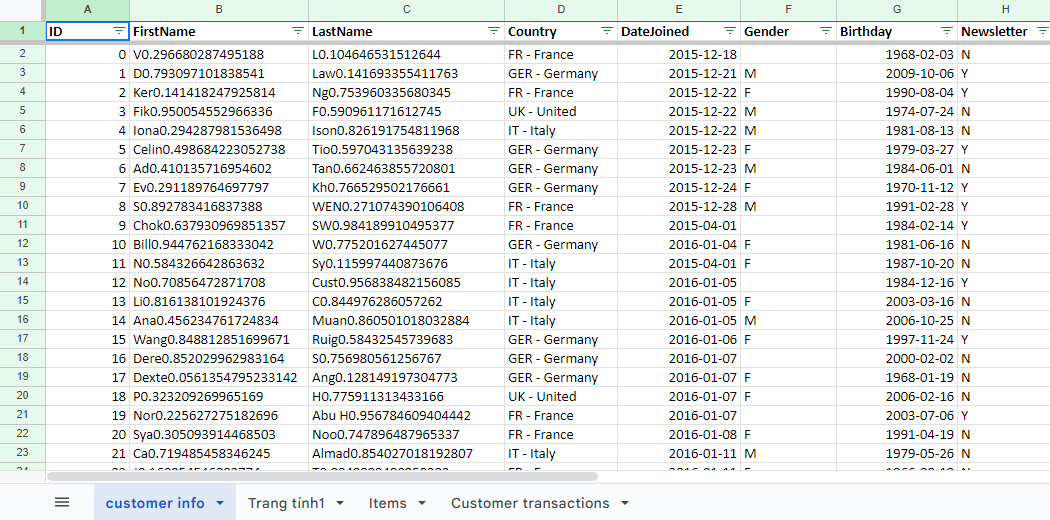 A B C D E F G H
1 ID FirstName LastName Country DateJoined Gender Birthday Newsletter
2 0 V0.296680287495188 L0.104646531512644 FR - France 2015-12-18 1968-02-03 N
3 1 D0.793097101838541 Law0.141693355411763 GER - Germany 2015-12-21 M 2009-10-06 Y
4 2 Ker0.141418247925814 Ng0.753960335680345 FR - France 2015-12-22 F 1990-08-04 Y
5 3 Fik0.950054552966336 F0.590961171612745 UK - United 2015-12-22 M 1974-07-24 N
6 4 Iona0.294287981536498 Ison0.826191754811968 IT - Italy 2015-12-22 M 1981-08-13 N
7 5 Celin0.498684223052738 Tio0.597043135639238 GER - Germany 2015-12-23 F 1979-03-27 Y
8 6 Ad0.410135716954602 Tan0.662463855720801 GER - Germany 2015-12-23 M 1984-06-01 N
9 7 Ev0.291189764697797 Kh0.766529502176661 GER - Germany 2015-12-24 F 1970-11-12 Y
10 8 S0.892783416837388 WEN0.271074390106408 FR - France 2015-12-28 M 1991-02-28 Y
11 9 Chok0.637930969851357 SW0.984189910495377 FR - France 2015-04-01 1984-02-14 Y
12 10 Bill0.944762168333042 W0.775201627445077 GER - Germany 2016-01-04 F 1981-06-16 N
13 11 N0.584326642863632 Sy0.115997440873676 IT - Italy 2015-04-01 F 1987-10-20 N
14 12 No0.70856472871708 Cust0.956838482156085 IT - Italy 2016-01-05 1984-12-16 Y
15 13 Li0.816138101924376 C0.844976286057262 IT - Italy 2016-01-05 F 2003-03-16 N
16 14 Ana0.456234761724834 Muan0.860501018032884 IT - Italy 2016-01-05 M 2006-10-25 N
17 15 Wang0.848812851699671 Ruig0.58432545739683 GER - Germany 2016-01-06 F 1997-11-24 Y
18 16 Dere0.852029962983164 S0.756980561256767 GER - Germany 2016-01-07 2000-02-02 N
19 17 Dexte0.0561354795233142 Ang0.128149197304773 GER - Germany 2016-01-07 F 1968-01-19 N
20 18 P0.323209269965169 H0.775911313433166 UK - United 2016-01-07 F 2006-02-16 N
21 19 Nor0.225627275182696 Abu H0.956784609404442 FR - France 2016-01-07 2003-07-06 Y
22 20 Sya0.305093914468503 Noo0.747896487965337 FR - France 2016-01-08 F 1991-04-19 N
23 21 Ca0.719485458346245 Almad0.854027018192807 IT - Italy 2016-01-11 M 1979-05-26 N
customer info Trang tính1 Items Customer transactions